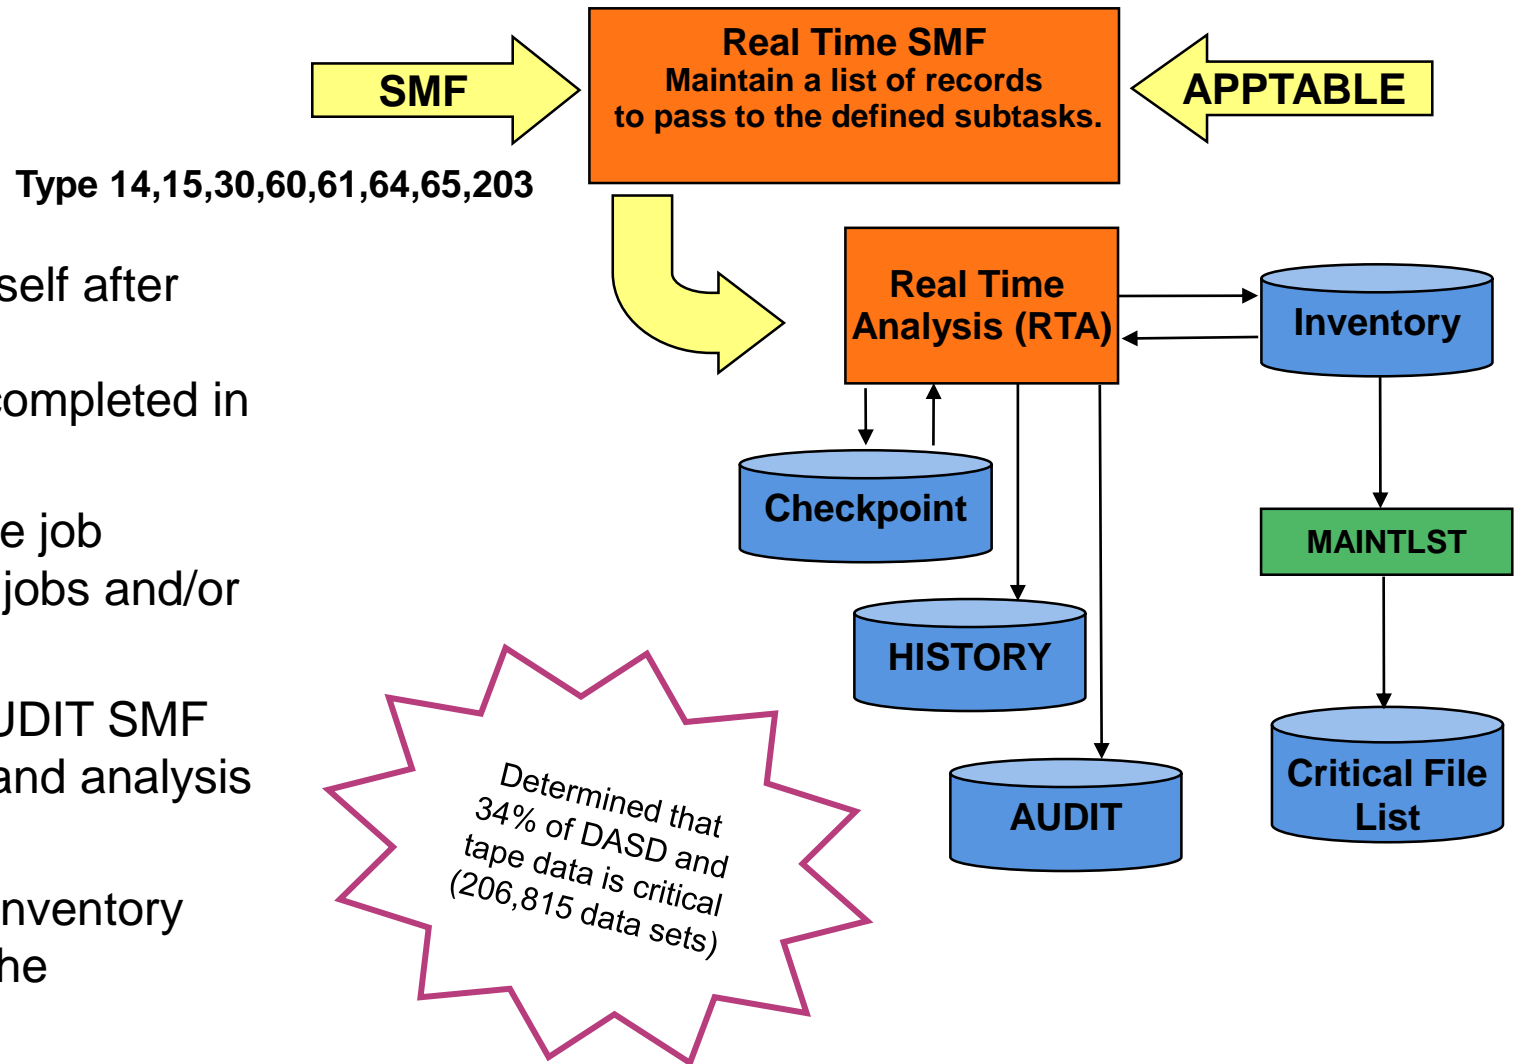 Real Time SMF
Maintain a list of records
to pass to the defined subtasks.
SMF
APPTABLE
Type 14,15,30,60,61,64,65,203
self after
completed in
e job
jobs and/or
UDIT SMF
and analysis
nventory
he
Real Time
Analysis (RTA)
Inventory
Checkpoint
MAINTLST
HISTORY
AUDIT
Critical File
List
Determined that
34% of DASD and
tape data is critical
(206,815 data sets)